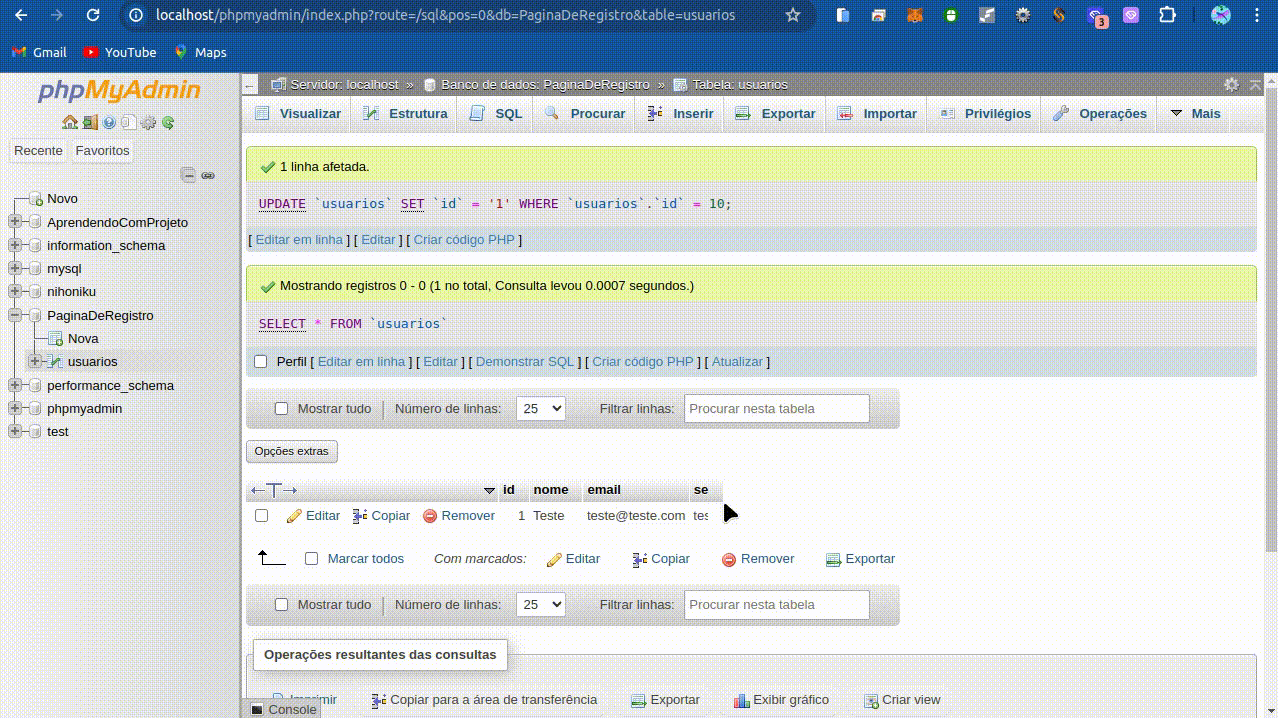 localhost/phpmyadmin/index.php?route=/sql&pos=0&db=PaginaDeRegistro&table=usuarios
3
Gmail YouTube Maps
phpMyAdmin
Recente Favoritos
Novo
AprendendoComProjeto
information_schema
mysql
nihoniku
PaginaDeRegistro
Nova
usuarios
performance_schema
phpmyadmin
test
Servidor: localhost » Banco de dados: PaginaDeRegistro » Tabela: usuarios
Visualizar Estrutura SQL Procurar Inserir Exportar Importar Privilégios Operações Mais
1 linha afetada.
UPDATE `usuarios` SET `id` = '1' WHERE `usuarios`.`id` = 10;
[ Editar em linha ] [ Editar ] [ Criar código PHP ]
Mostrando registros 0 - 0 (1 no total, Consulta levou 0.0007 segundos.)
SELECT * FROM `usuarios`
Perfil [ Editar em linha ] [ Editar ] [ Demonstrar SQL ] [ Criar código PHP ] [ Atualizar ]
Mostrar tudo Número de linhas: 25 Filtrar linhas: Procurar nesta tabela
Opções extras
id nome email se
Editar Copiar Remover 1 Teste teste@teste.com tes
Marcar todos Com marcados: Editar Copiar Remover Exportar
Mostrar tudo Número de linhas: 25 Filtrar linhas: Procurar nesta tabela
Operações resultantes das consultas
Imprimir Copiar para a área de transferência Exportar Exibir gráfico Criar view
Console